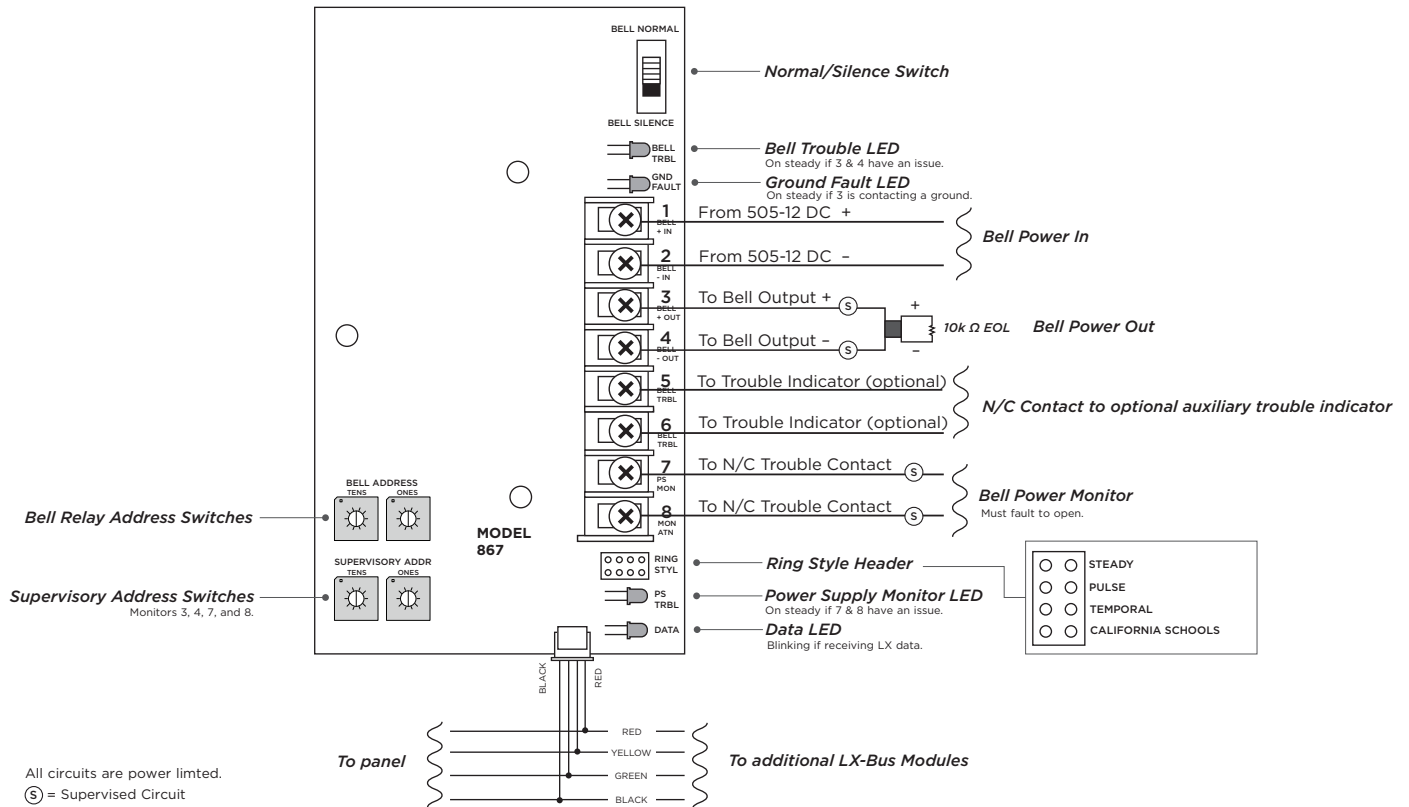 BELL NORMAL
Normal/Silence Switch
BELL SILENCE
BELL
TRBL
Bell Trouble LED
On steady if 3 & 4 have an issue.
GND
FAULT
Ground Fault LED
On steady if 3 is contacting a ground.
1
BELL
+ IN
From 505-12 DC +
2
BELL
- IN
From 505-12 DC –
Bell Power In
3
BELL
+ OUT
To Bell Output + S
4
BELL
- OUT
To Bell Output – S
+
10k Ω EOL
–
Bell Power Out
5
BELL
TRBL
To Trouble Indicator (optional)
6
BELL
TRBL
To Trouble Indicator (optional)
N/C Contact to optional auxiliary trouble indicator
7
PS
MON
To N/C Trouble Contact S
8
MON
ATN
To N/C Trouble Contact S
Bell Power Monitor
Must fault to open.
BELL ADDRESS
TENS ONES
Bell Relay Address Switches
MODEL
867
SUPERVISORY ADDR
TENS ONES
Supervisory Address Switches
Monitors 3, 4, 7, and 8.
RING
STYL
Ring Style Header
STEADY
PULSE
TEMPORAL
CALIFORNIA SCHOOLS
PS
TRBL
Power Supply Monitor LED
On steady if 7 & 8 have an issue.
DATA
Data LED
Blinking if receiving LX data.
BLACK
RED
To panel
RED
YELLOW
GREEN
BLACK
To additional LX-Bus Modules
All circuits are power limted.
S = Supervised Circuit